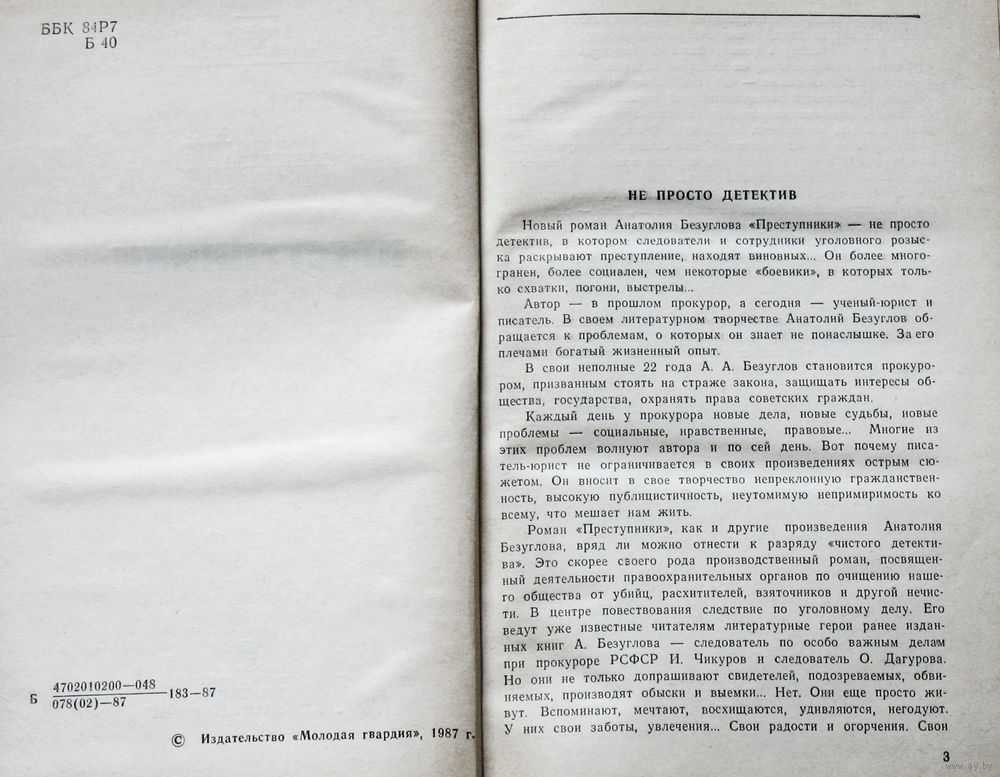 ББК 84Р7
Б 40
Б 4702010200—048
078(02)—87 183—87
© Издательство «Молодая гвардия», 1987 г.
НЕ ПРОСТО ДЕТЕКТИВ
Новый роман Анатолия Безуглова «Преступники» — не просто
детектив, в котором следователи и сотрудники уголовного розыс-
ка раскрывают преступление, находят виновных... Он более много-
гранен, более социален, чем некоторые «боевики», в которых толь-
ко схватки, погони, выстрелы...
Автор — в прошлом прокурор, а сегодня — ученый-юрист и
писатель. В своем литературном творчестве Анатолий Безуглов об-
ращается к проблемам, о которых он знает не понаслышке. За его
плечами богатый жизненный опыт.
В свои неполные 22 года А. А. Безуглов становится прокуро-
ром, призванным стоять на страже закона, защищать интересы об-
щества, государства, охранять права советских граждан.
Каждый день у прокурора новые дела, новые судьбы, новые
проблемы — социальные, нравственные, правовые... Многие из
этих проблем волнуют автора и по сей день. Вот почему писа-
тель-юрист не ограничивается в своих произведениях острым сю-
жетом. Он вносит в свое творчество непреклонную гражданствен-
ность, высокую публицистичность, неутомимую непримиримость ко
всему, что мешает нам жить.
Роман «Преступники», как и другие произведения Анатолия
Безуглова, вряд ли можно отнести к разряду «чистого детекти-
ва». Это скорее своего рода производственный роман, посвящен-
ный деятельности правоохранительных органов по очищению наше-
го общества от убийц, расхитителей, взяточников и другой нечис-
ти. В центре повествования следствие по уголовному делу. Его
ведут уже известные читателям литературные герои ранее издан-
ных книг А. Безуглова — следователь по особо важным делам
при прокуроре РСФСР И. Чикуров и следователь О. Дагурова.
Но они не только допрашивают свидетелей, подозреваемых, обви-
няемых, производят обыски и выемки... Нет. Они еще просто жи-
вут. Вспоминают, мечтают, восхищаются, удивляются, негодуют.
У них свои заботы, увлечения... Свои радости и огорчения. Свои
3
www.ay.by